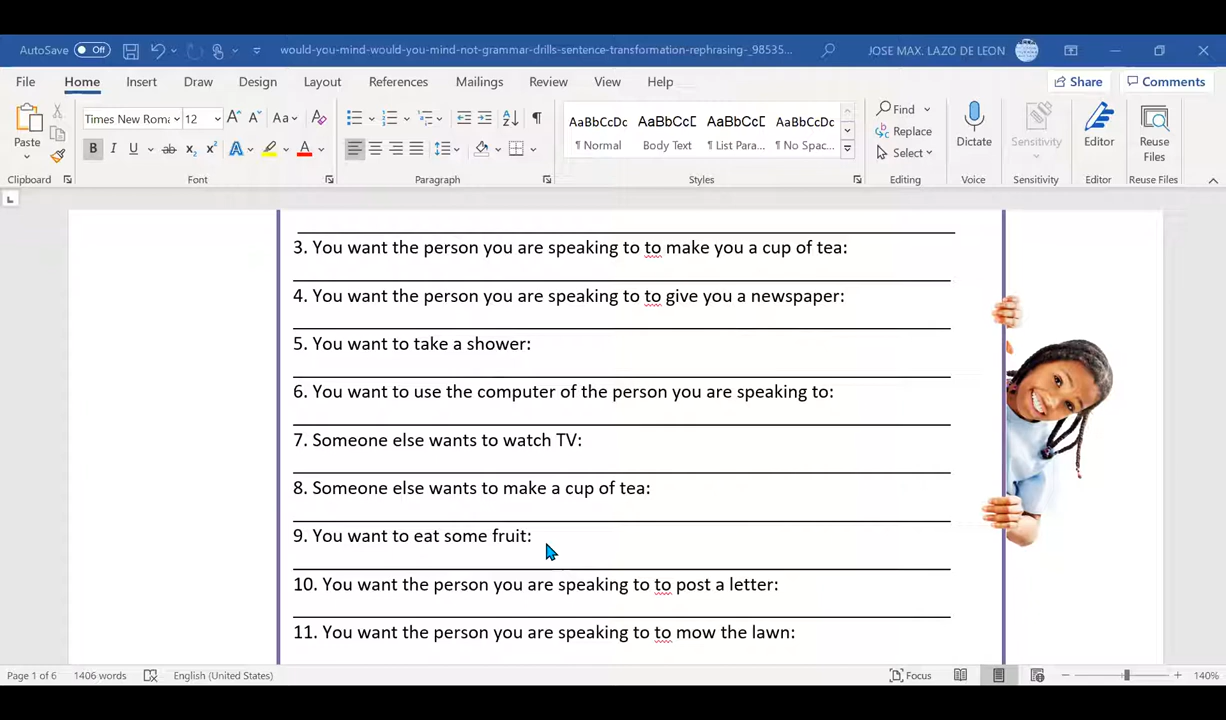 AutoSave Off would-you-mind-would-you-mind-not-grammar-drills-sentence-transformation-rephrasing-_98535... JOSE MAX. LAZO DE LEON
File Home Insert Draw Design Layout References Mailings Review View Help Share Comments
Times New Roma 12
Paste
AaBbCcDc AaBbCcE AaBbCcD AaBbCcDc
¶ Normal Body Text ¶ List Para... ¶ No Spac...
Find
Replace
Select
Dictate
Sensitivity
Editor
Reuse Files
Clipboard Font Paragraph Styles Editing Voice Sensitivity Editor Reuse Files
3. You want the person you are speaking to to make you a cup of tea:
4. You want the person you are speaking to to give you a newspaper:
5. You want to take a shower:
6. You want to use the computer of the person you are speaking to:
7. Someone else wants to watch TV:
8. Someone else wants to make a cup of tea:
9. You want to eat some fruit:
10. You want the person you are speaking to to post a letter:
11. You want the person you are speaking to to mow the lawn:
Page 1 of 6 1406 words English (United States) Focus 140%